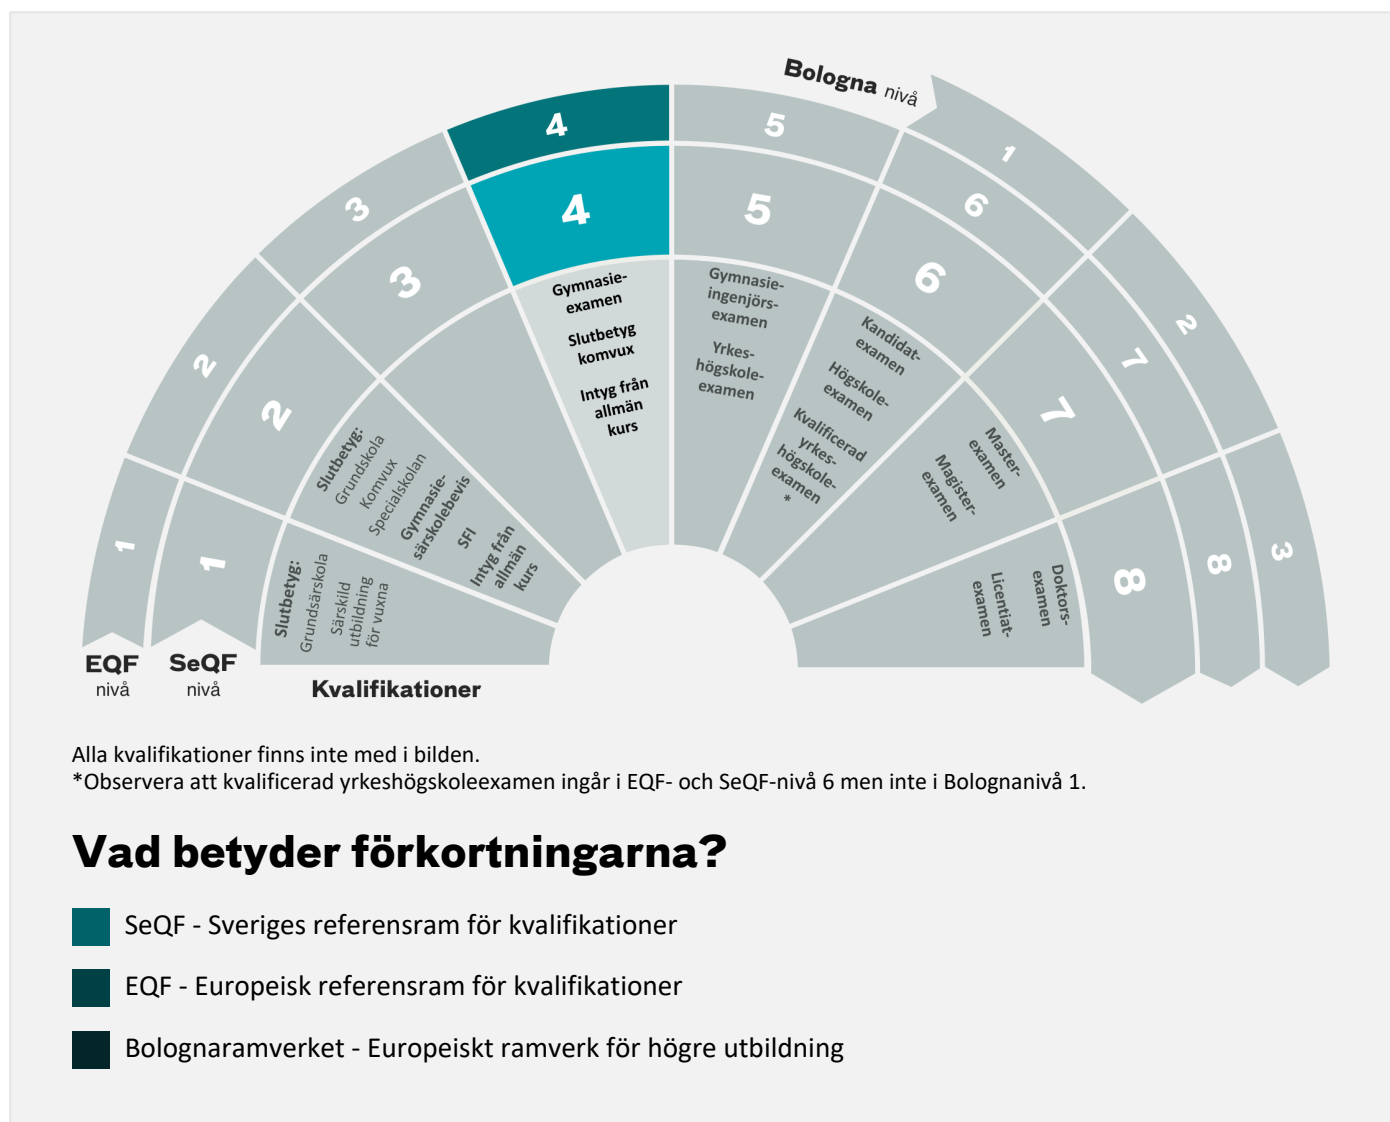 Bologna nivå
1
2
3
1
2
3
4
5
6
7
8
1
2
3
4
5
6
7
8
Slutbetyg:
Grundsärskola
Särskild
utbildning
för vuxna
Slutbetyg:
Grundskola
Komvux
Specialskolan
Gymnasie-
särskolebevis
SFI
Intyg från
allmän
kurs
Gymnasie-
examen
Slutbetyg
komvux
Intyg från
allmän
kurs
Gymnasie-
ingenjörs-
examen
Yrkes-
högskole-
examen
Kandidat-
examen
Högskole-
examen
Kvalificerad
yrkes-
högskole-
examen
*
Master-
examen
Magister-
examen
Doktors-
examen
Licentiat-
examen
EQF
nivå
SeQF
nivå
Kvalifikationer
Alla kvalifikationer finns inte med i bilden.
*Observera att kvalificerad yrkeshögskoleexamen ingår i EQF- och SeQF-nivå 6 men inte i Bolognanivå 1.
Vad betyder förkortningarna?
SeQF - Sveriges referensram för kvalifikationer
EQF - Europeisk referensram för kvalifikationer
Bolognaramverket - Europeiskt ramverk för högre utbildning